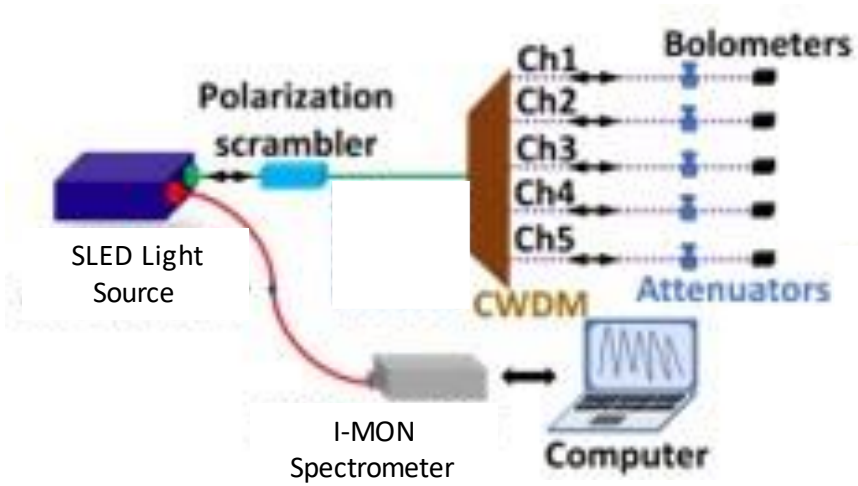 Bolometers
Ch1
Polarization
scrambler
Ch2
Ch3
Ch4
Ch5
SLED Light
Source
CWDM
Attenuators
I-MON
Spectrometer
Computer